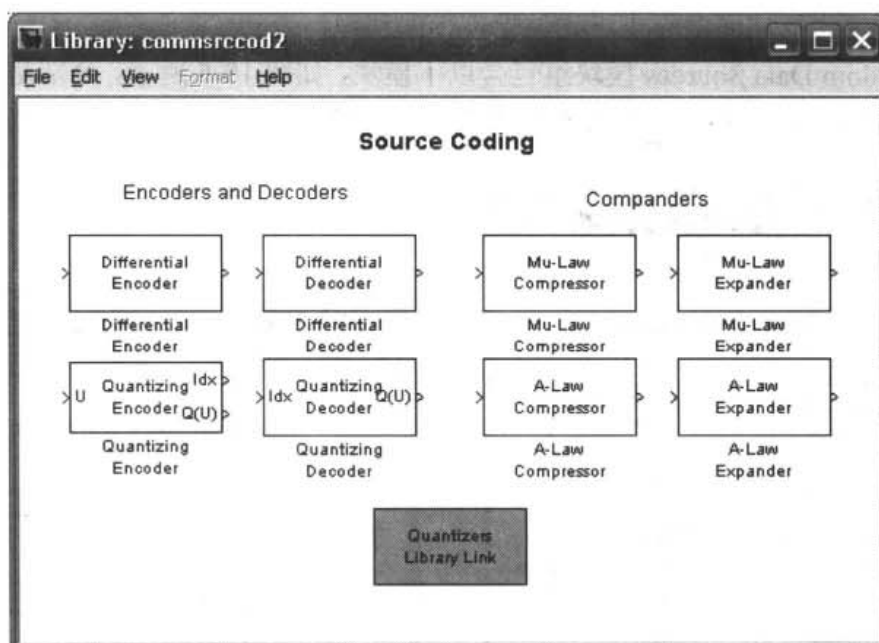 Library: commsrccod2
File Edit View Format Help
Source Coding
Encoders and Decoders
Companders
Differential
Encoder
Differential
Encoder
Differential
Decoder
Differential
Decoder
Mu-Law
Compressor
Mu-Law
Compressor
Mu-Law
Expander
Mu-Law
Expander
U
Quantizing
Encoder
Idx
Q(U)
Quantizing
Encoder
Idx
Quantizing
Decoder
Q(U)
Quantizing
Decoder
A-Law
Compressor
A-Law
Compressor
A-Law
Expander
A-Law
Expander
Quantizers
Library Link